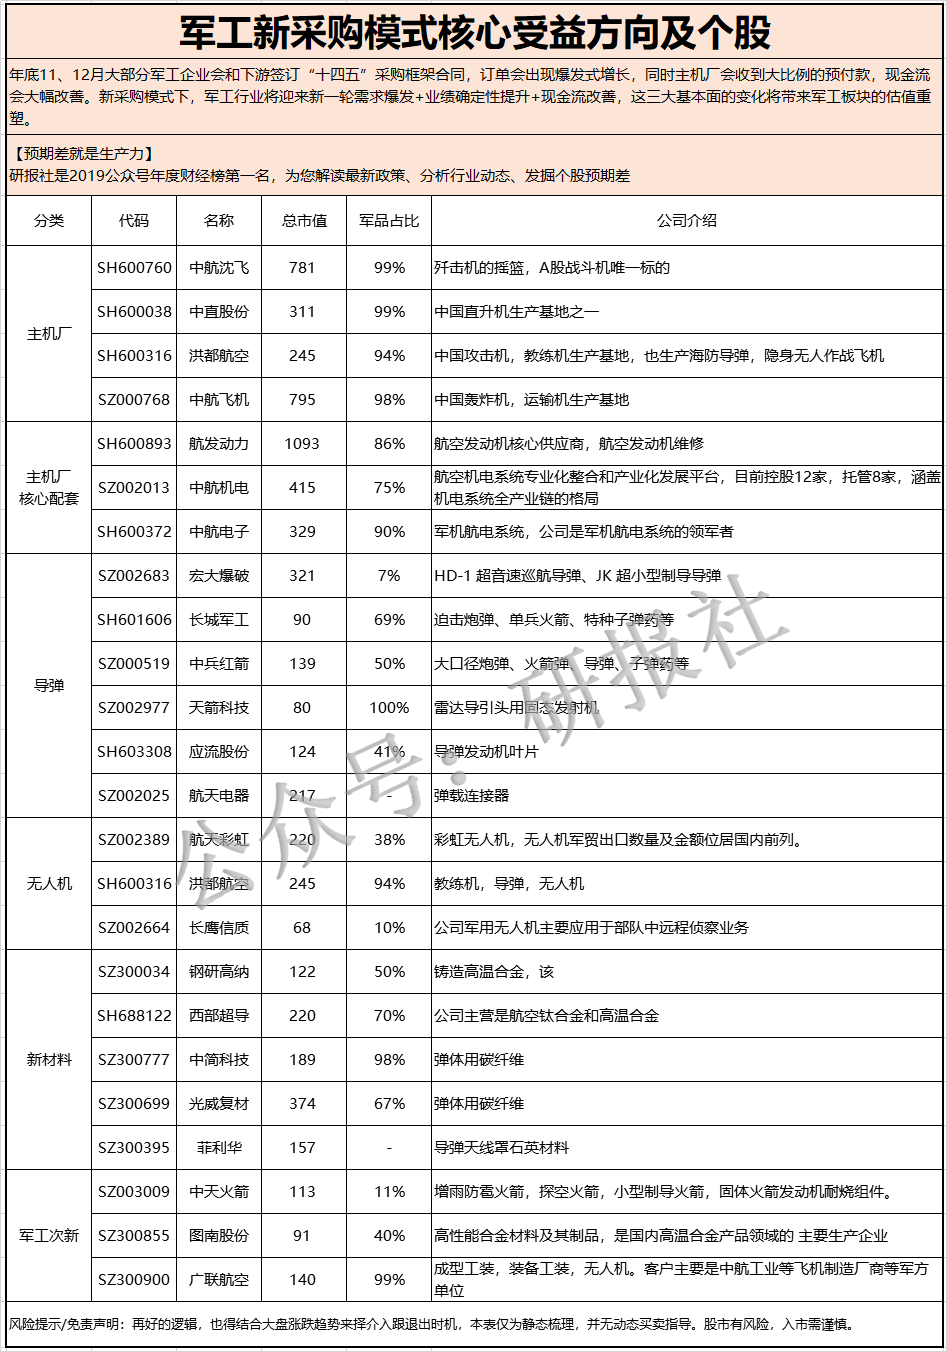 军工新采购模式核心受益方向及个股
年底11、12月大部分军工企业会和下游签订“十四五”采购框架合同，订单会出现爆发式增长，同时主机厂会收到大比例的预付款，现金流
会大幅改善。新采购模式下，军工行业将迎来新一轮需求爆发+业绩确定性提升+现金流改善，这三大基本面的变化将带来军工板块的估值重
塑。
【预期差就是生产力】
研报社是2019公众号年度财经榜第一名，为您解读最新政策、分析行业动态、发掘个股预期差
分类 代码 名称 总市值 军品占比 公司介绍
主机厂
SH600760 中航沈飞 781 99% 歼击机的摇篮，A股战斗机唯一标的
SH600038 中直股份 311 99% 中国直升机生产基地之一
SH600316 洪都航空 245 94% 中国攻击机，教练机生产基地，也生产海防导弹，隐身无人作战飞机
SZ000768 中航飞机 795 98% 中国轰炸机，运输机生产基地
主机厂
核心配套
SH600893 航发动力 1093 86% 航空发动机核心供应商，航空发动机维修
SZ002013 中航机电 415 75% 航空机电系统专业化整合和产业化发展平台，目前控股12家，托管8家，涵盖
机电系统全产业链的格局
SH600372 中航电子 329 90% 军机航电系统，公司是军机航电系统的领军者
导弹
SZ002683 宏大爆破 321 7% HD-1 超音速巡航导弹、JK 超小型制导导弹
SH601606 长城军工 90 69% 迫击炮弹、单兵火箭、特种子弹药等
SZ000519 中兵红箭 139 50% 大口径炮弹、火箭弹、导弹、子弹药等
SZ002977 天箭科技 80 100% 雷达导引头用固态发射机
SH603308 应流股份 124 41% 导弹发动机叶片
SZ002025 航天电器 217 - 弹载连接器
无人机
SZ002389 航天彩虹 220 38% 彩虹无人机，无人机军贸出口数量及金额位居国内前列。
SH600316 洪都航空 245 94% 教练机，导弹，无人机
SZ002664 长鹰信质 68 10% 公司军用无人机主要应用于部队中远程侦察业务
新材料
SZ300034 钢研高纳 122 50% 铸造高温合金，该
SH688122 西部超导 220 70% 公司主营是航空钛合金和高温合金
SZ300777 中简科技 189 98% 弹体用碳纤维
SZ300699 光威复材 374 67% 弹体用碳纤维
SZ300395 菲利华 157 - 导弹天线罩石英材料
军工次新
SZ003009 中天火箭 113 11% 增雨防雹火箭，探空火箭，小型制导火箭，固体火箭发动机耐烧组件。
SZ300855 图南股份 91 40% 高性能合金材料及其制品，是国内高温合金产品领域的 主要生产企业
SZ300900 广联航空 140 99% 成型工装，装备工装，无人机。客户主要是中航工业等飞机制造厂商等军方
单位
风险提示/免责声明：再好的逻辑，也得结合大盘涨跌趋势来择介入跟退出时机，本表仅为静态梳理，并无动态买卖指导。股市有风险，入市需谨慎。
公众号：研报社